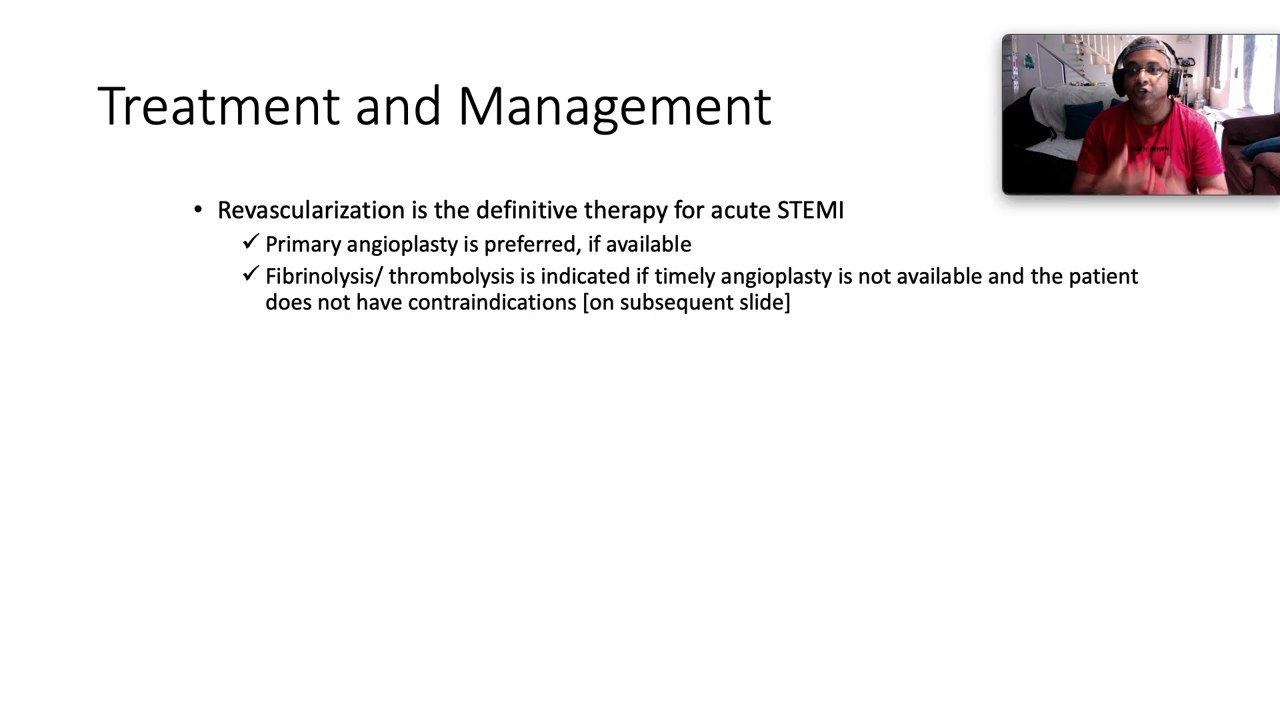 Treatment and Management
• Revascularization is the definitive therapy for acute STEMI
✓ Primary angioplasty is preferred, if available
✓ Fibrinolysis/ thrombolysis is indicated if timely angioplasty is not available and the patient
does not have contraindications [on subsequent slide]